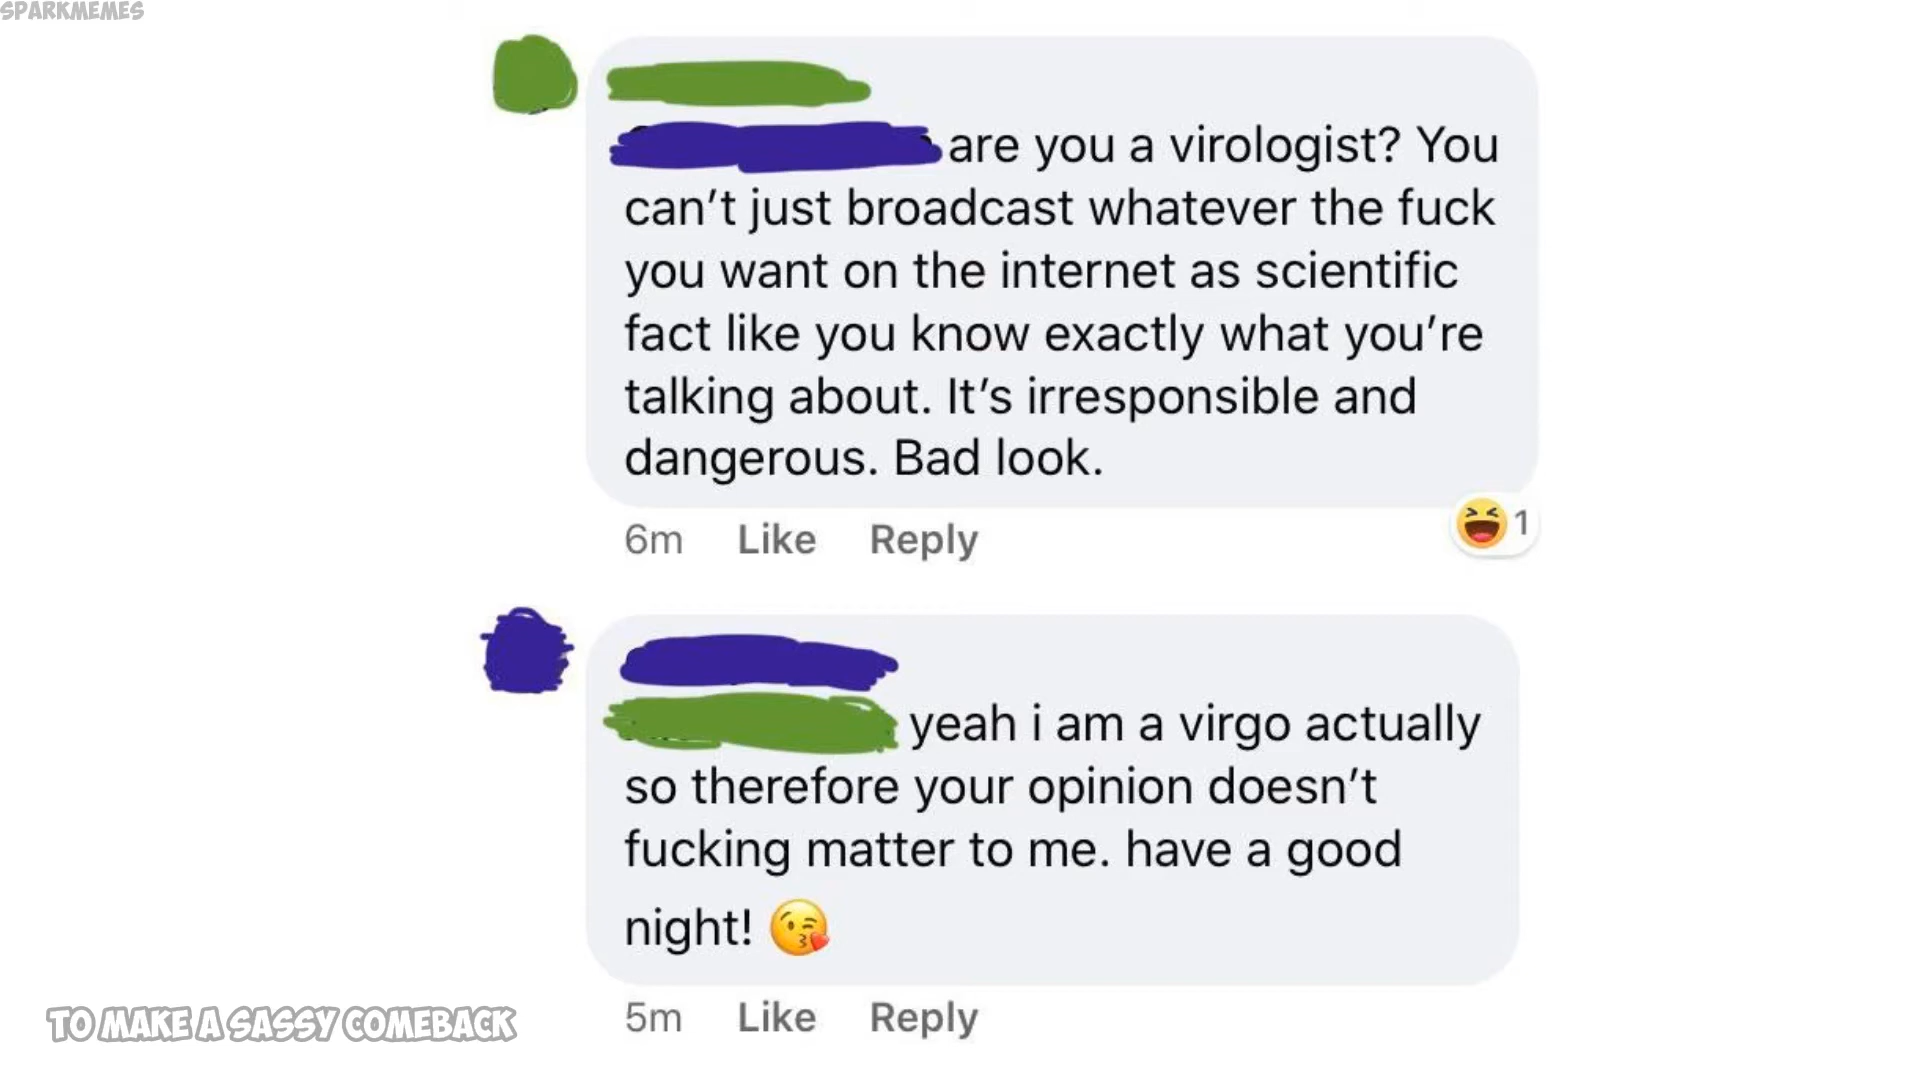 SPARKMEMES
are you a virologist? You
can’t just broadcast whatever the fuck
you want on the internet as scientific
fact like you know exactly what you’re
talking about. It’s irresponsible and
dangerous. Bad look.
6m Like Reply
1
yeah i am a virgo actually
so therefore your opinion doesn’t
fucking matter to me. have a good
night! 😘
5m Like Reply
TO MAKE A SASSY COMEBACK